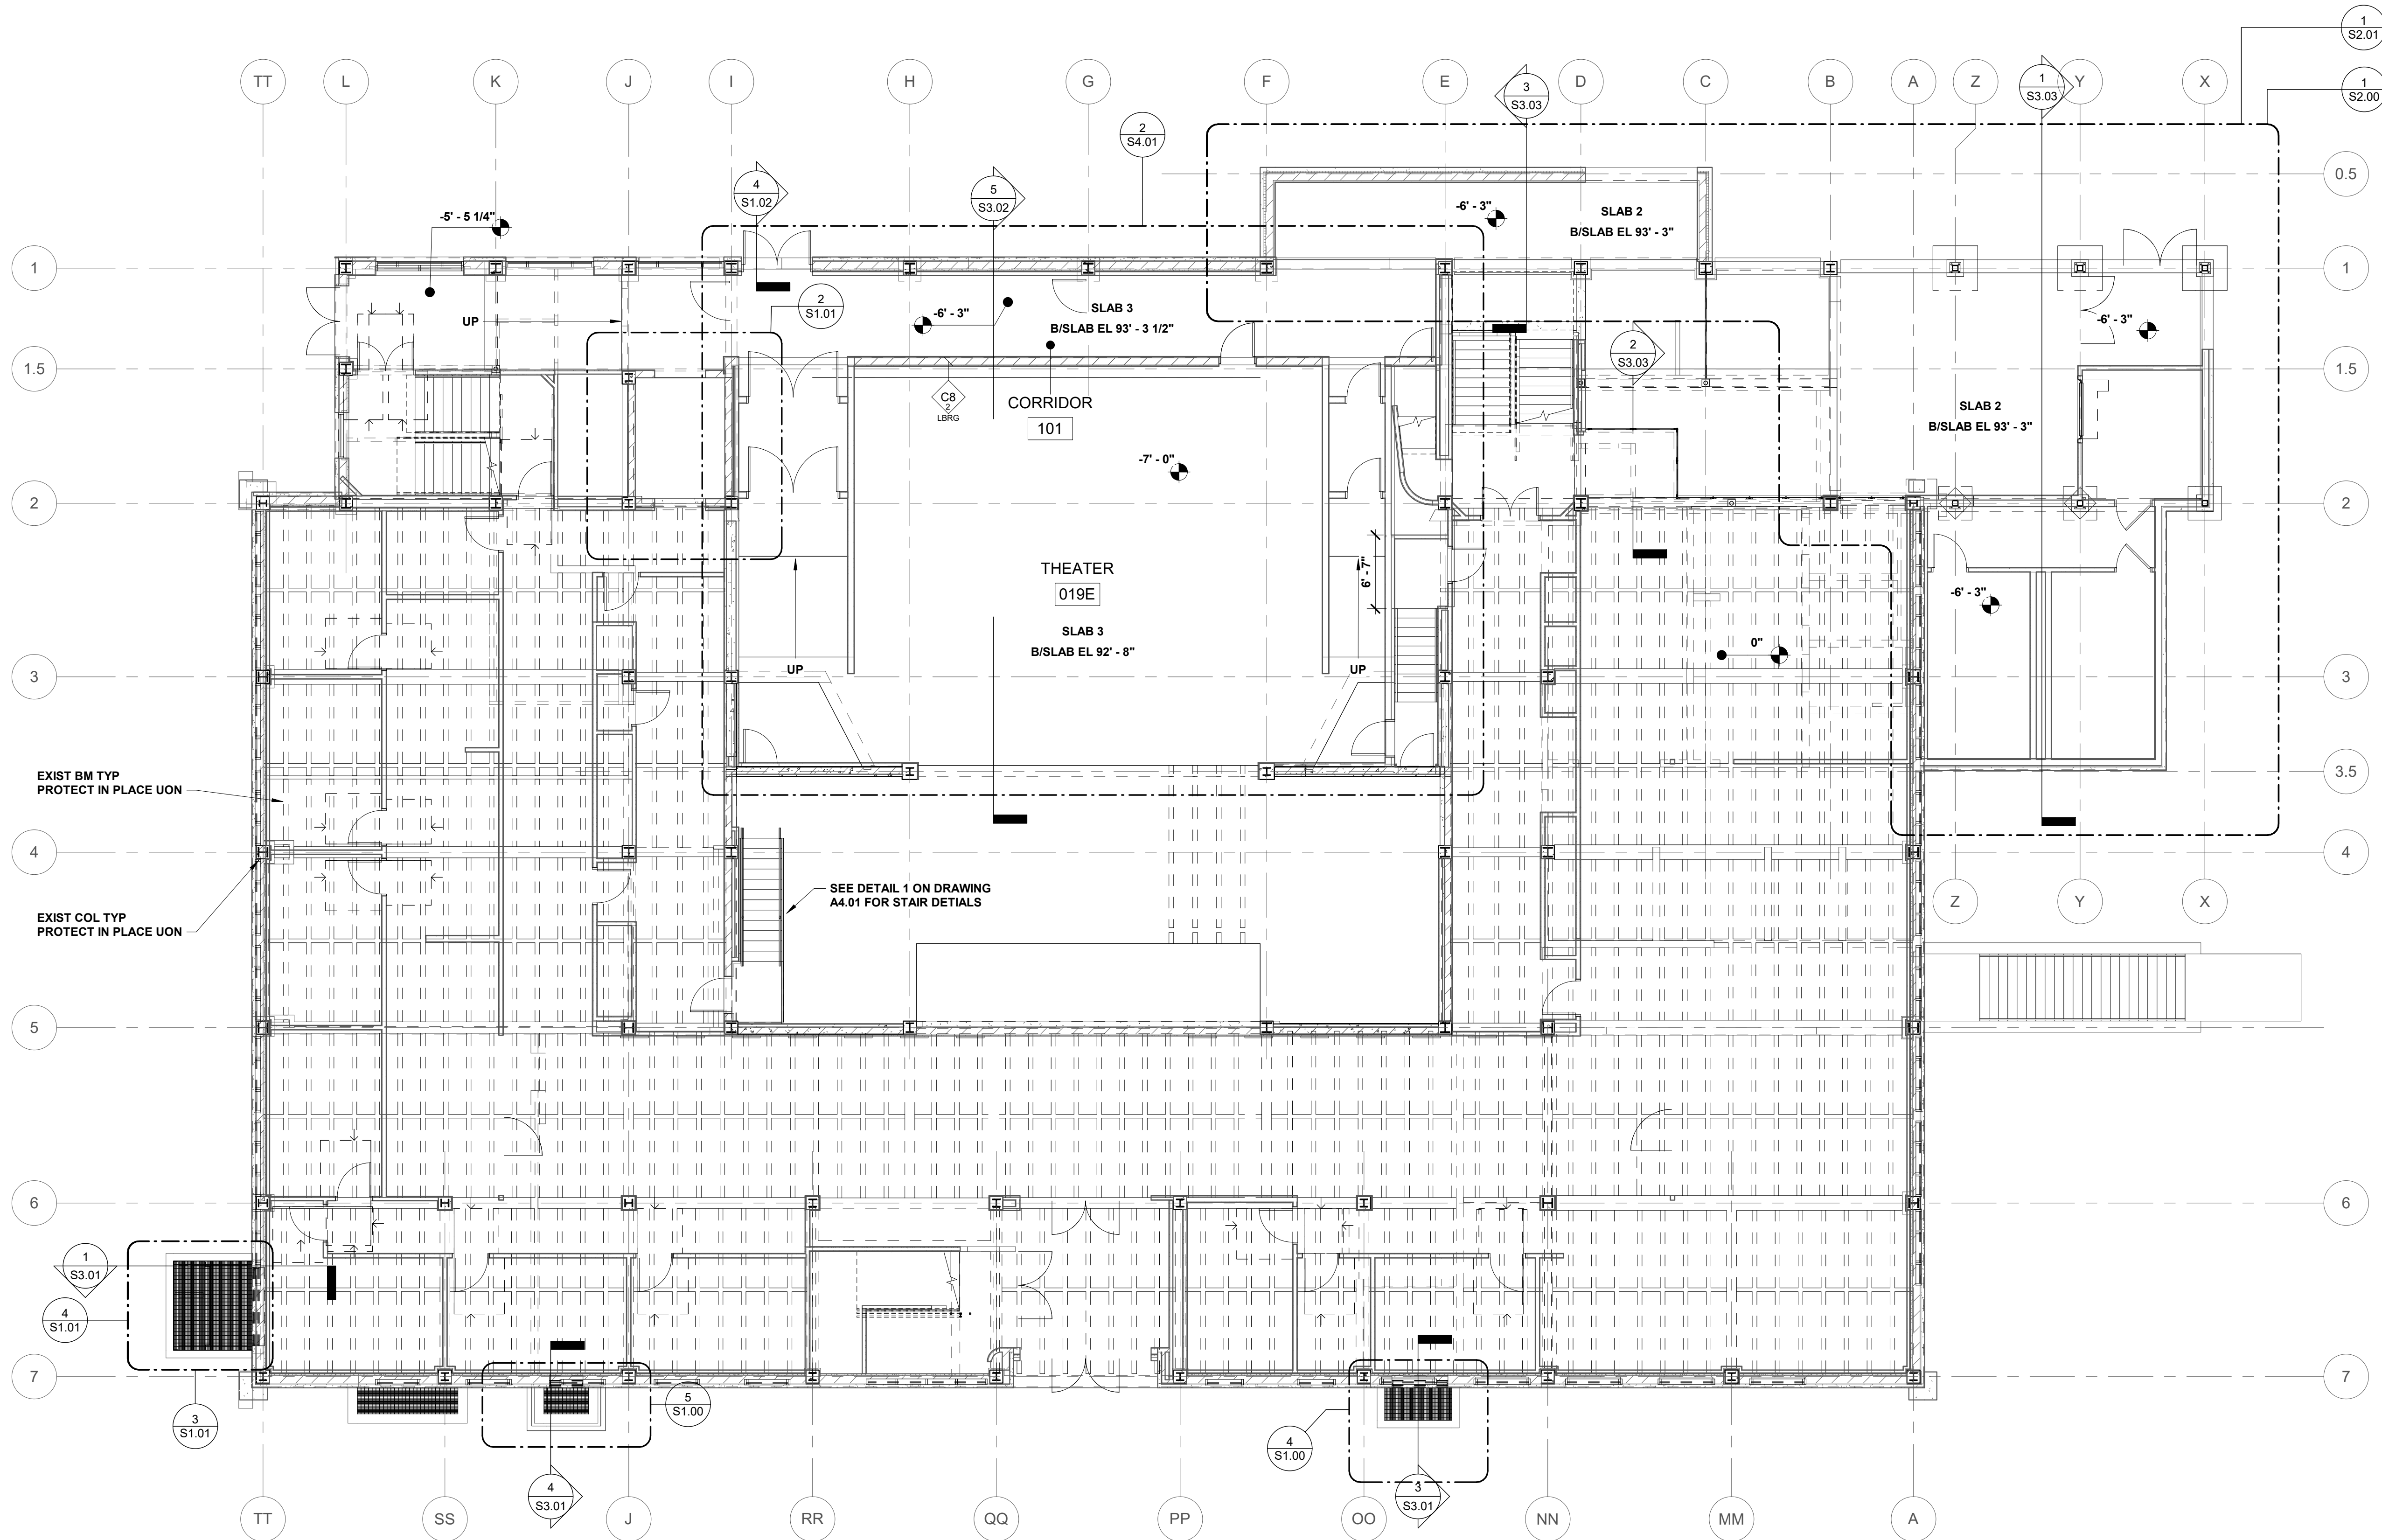 1
S2.01
1
S2.00
TT
L
K
J
I
H
G
F
E
D
C
B
A
Z
Y
X
3
S3.03
1
S3.03
2
S4.01
4
S1.02
5
S3.02
0.5
-5' - 5 1/4"
-6' - 3"
SLAB 2
B/SLAB EL 93' - 3"
1
1
2
S1.01
UP
-6' - 3"
SLAB 3
B/SLAB EL 93' - 3 1/2"
-6' - 3"
2
S3.03
1.5
1.5
C8
2
LBRG
CORRIDOR
101
SLAB 2
B/SLAB EL 93' - 3"
-7' - 0"
2
2
THEATER
019E
6' - 7"
-6' - 3"
SLAB 3
B/SLAB EL 92' - 8"
0"
UP
UP
3
3
EXIST BM TYP
PROTECT IN PLACE UON
3.5
4
4
SEE DETAIL 1 ON DRAWING
A4.01 FOR STAIR DETIALS
EXIST COL TYP
PROTECT IN PLACE UON
Z
Y
X
5
5
6
6
1
S3.01
4
S1.01
7
7
3
S1.01
5
S1.00
4
S1.00
4
S3.01
3
S3.01
TT
SS
J
RR
QQ
PP
OO
NN
MM
A